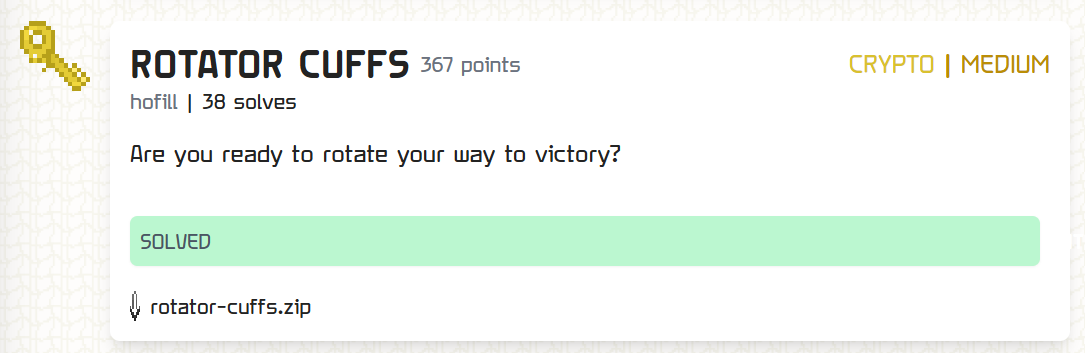 ROTATOR CUFFS 367 points CRYPTO | MEDIUM
hofill | 38 solves
Are you ready to rotate your way to victory?
SOLVED
rotator-cuffs.zip